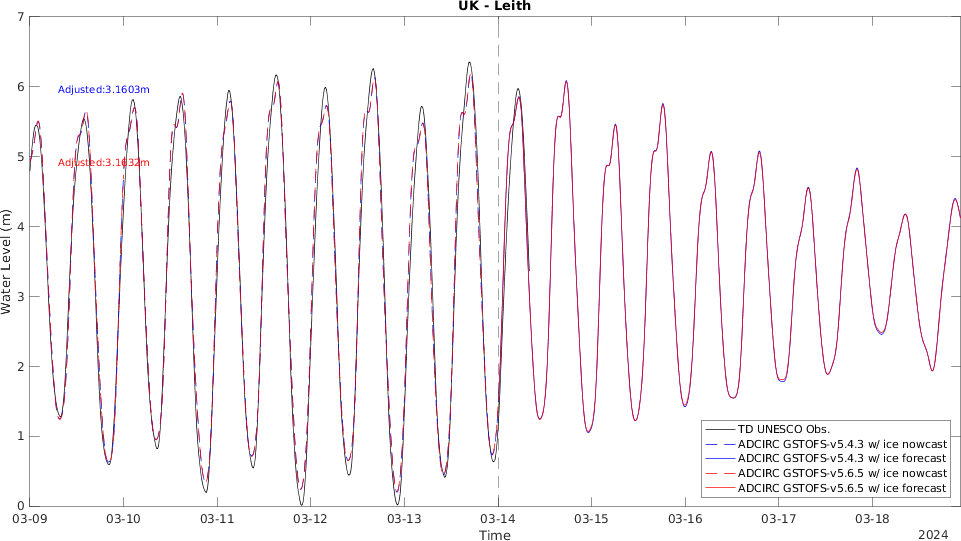 UK - Leith
7
6
5
4
3
2
1
0
Water Level (m)
Adjusted:3.1603m
Adjusted:3.1632m
TD UNESCO Obs.
ADCIRC GSTOFS-v5.4.3 w/ ice nowcast
ADCIRC GSTOFS-v5.4.3 w/ ice forecast
ADCIRC GSTOFS-v5.6.5 w/ ice nowcast
ADCIRC GSTOFS-v5.6.5 w/ ice forecast
03-09 03-10 03-11 03-12 03-13 03-14 03-15 03-16 03-17 03-18
Time
2024